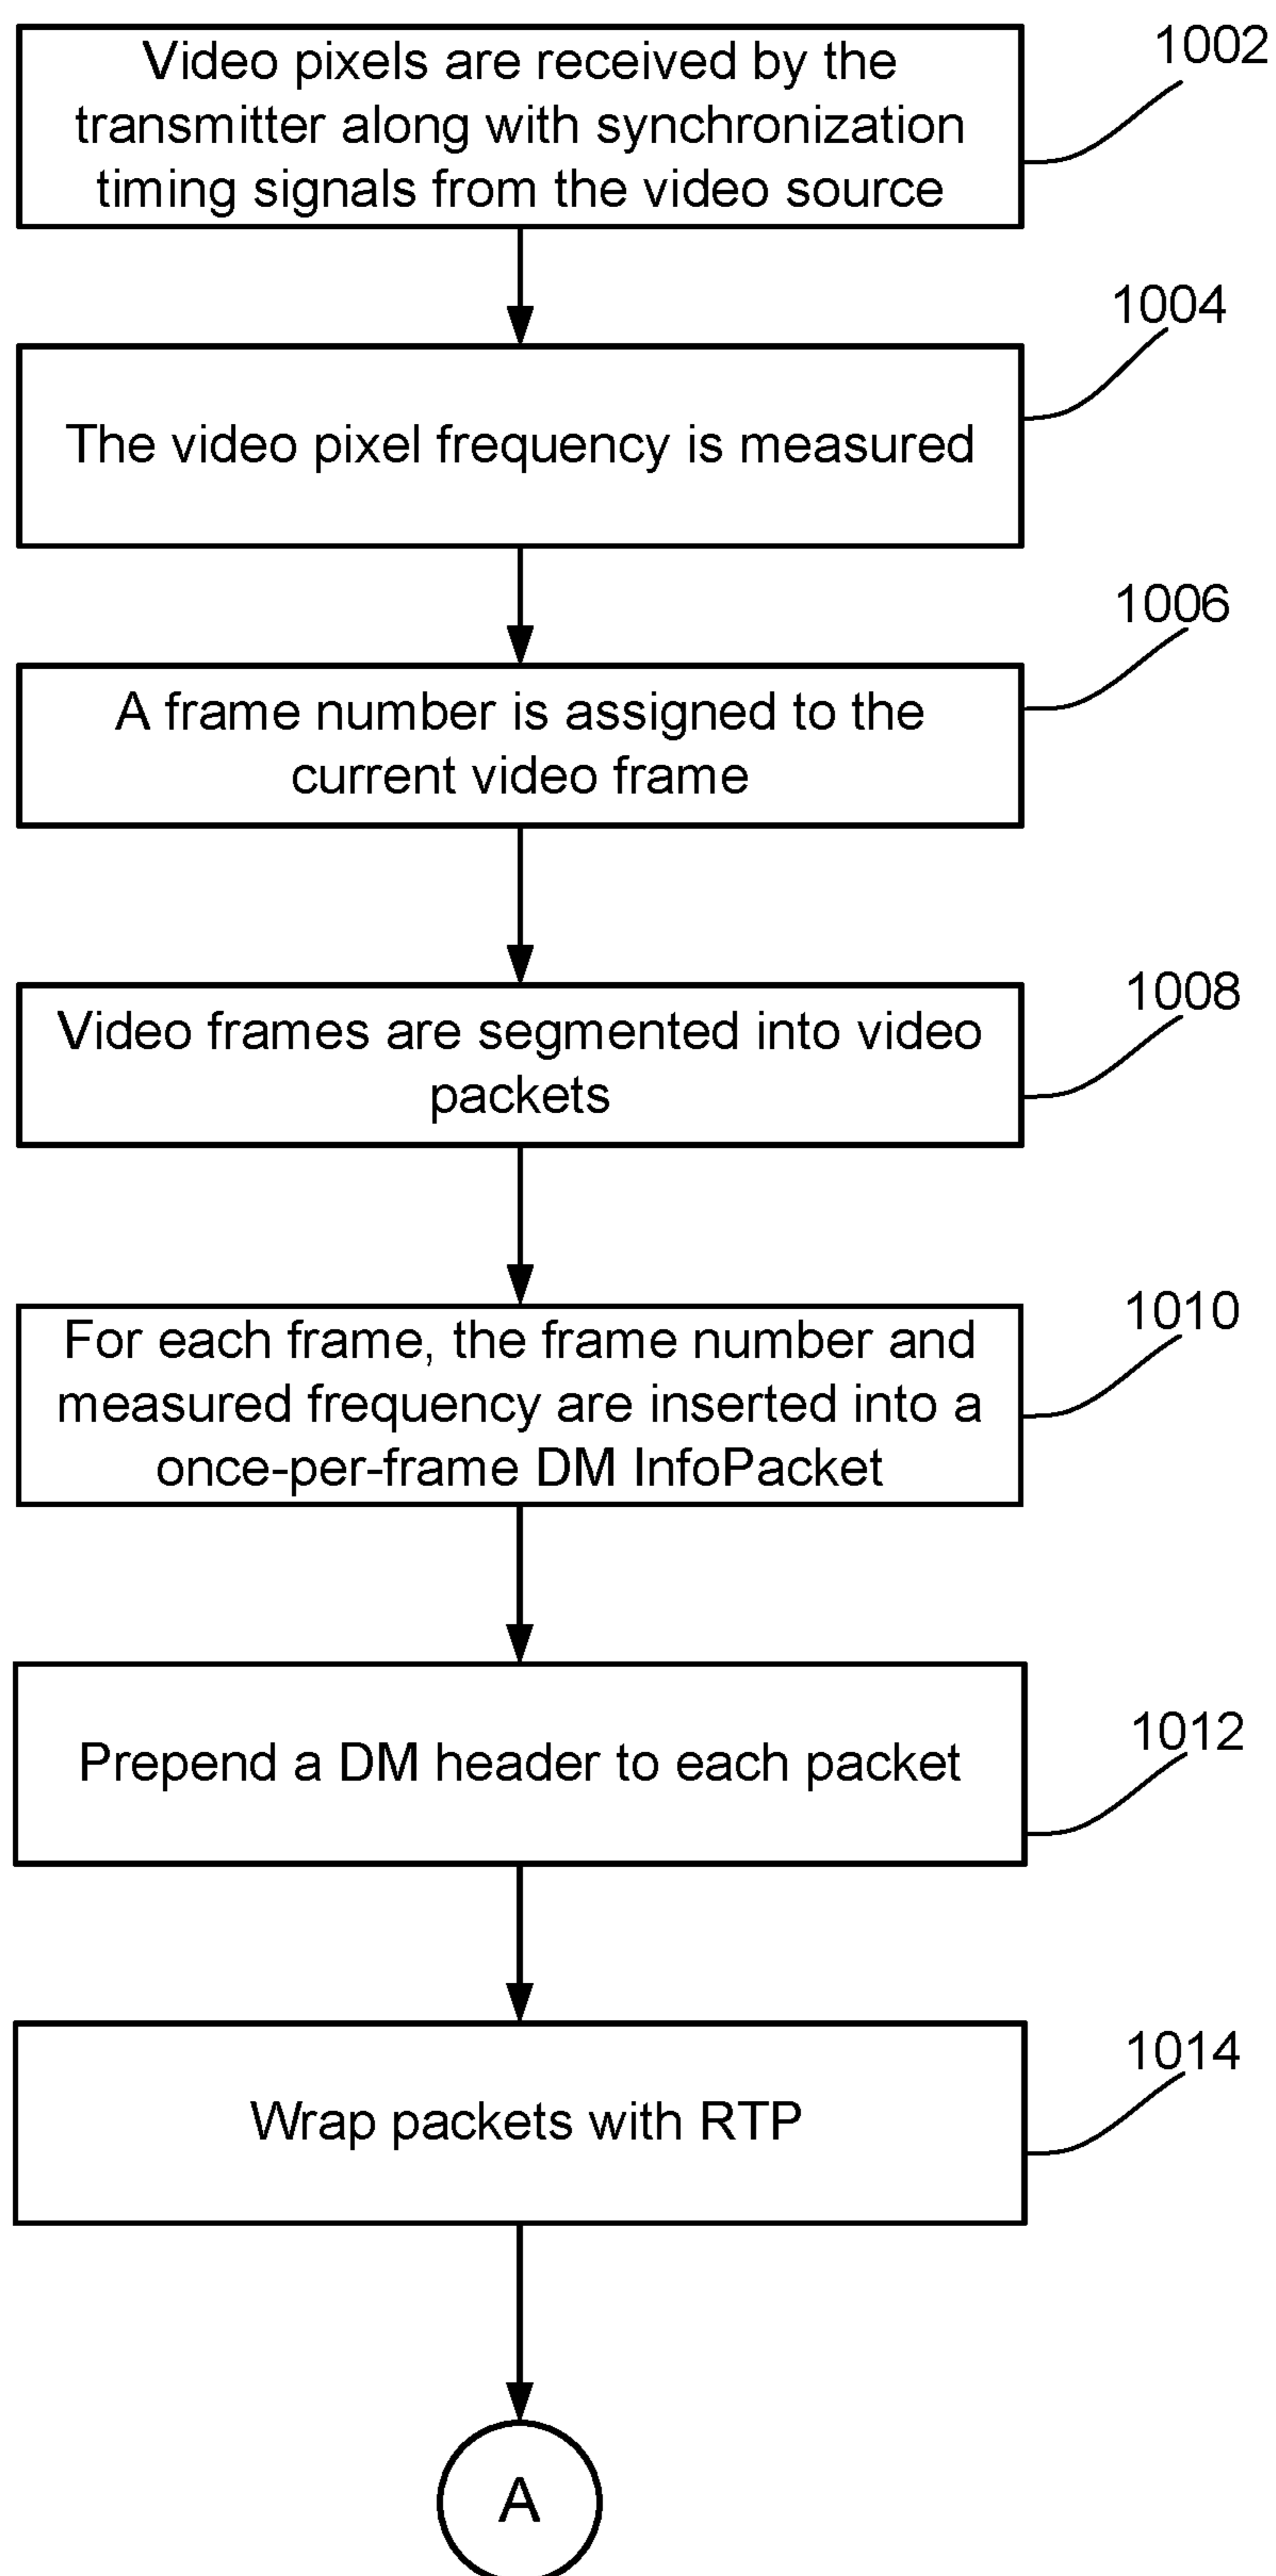 Video pixels are received by the
transmitter along with synchronization
timing signals from the video source
1002
The video pixel frequency is measured
1004
A frame number is assigned to the
current video frame
1006
Video frames are segmented into video
packets
1008
For each frame, the frame number and
measured frequency are inserted into a
once-per-frame DM InfoPacket
1010
Prepend a DM header to each packet
1012
Wrap packets with RTP
1014
A